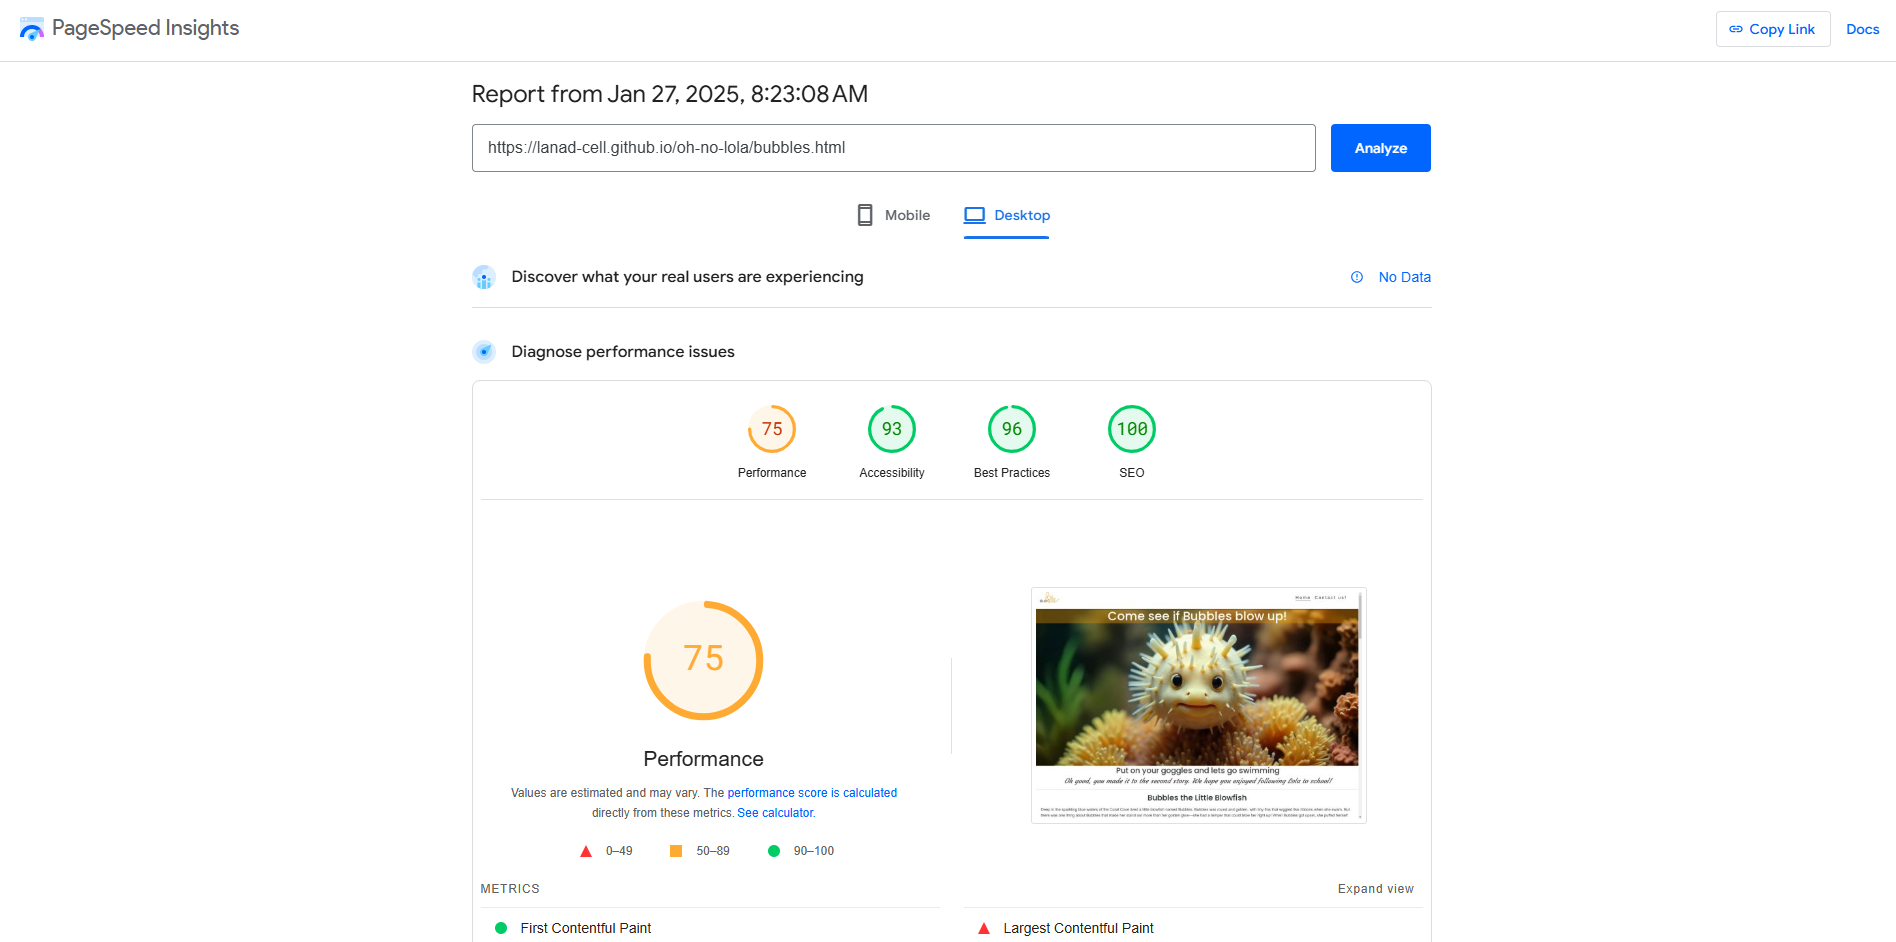 PageSpeed Insights
Copy Link
Docs
Report from Jan 27, 2025, 8:23:08 AM
https://lanad-cell.github.io/oh-no-lola/bubbles.html
Analyze
Mobile
Desktop
Discover what your real users are experiencing
No Data
Diagnose performance issues
75
93
96
100
Performance
Accessibility
Best Practices
SEO
75
Performance
Values are estimated and may vary. The performance score is calculated
directly from these metrics. See calculator.
0–49
50–89
90–100
Home Contact us!
Come see if Bubbles blow up!
Put on your goggles and lets go swimming
Oh good, you made it to the second story. We hope you enjoyed following Lola to school!
Bubbles the Little Blowfish
METRICS
Expand view
First Contentful Paint
Largest Contentful Paint